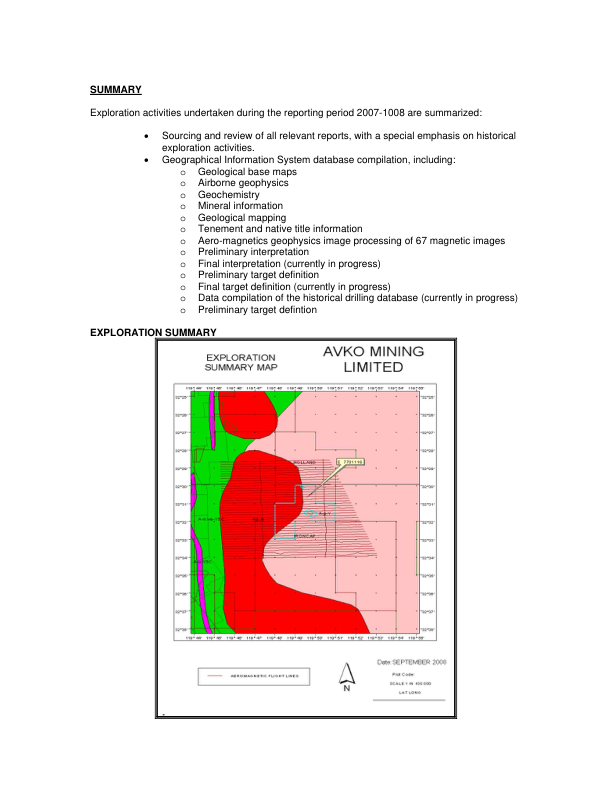 SUMMARY
Exploration activities undertaken during the reporting period 2007-1008 are summarized:
• Sourcing and review of all relevant reports, with a special emphasis on historical
exploration activities.
• Geographical Information System database compilation, including:
o Geological base maps
o Airborne geophysics
o Geochemistry
o Mineral information
o Geological mapping
o Tenement and native title information
o Aero-magnetics geophysics image processing of 67 magnetic images
o Preliminary interpretation
o Final interpretation (currently in progress)
o Preliminary target definition
o Final target definition (currently in progress)
o Data compilation of the historical drilling database (currently in progress)
o Preliminary target defintion
EXPLORATION SUMMARY
EXPLORATION
SUMMARY MAP
AVKO MINING
LIMITED
AEROMAGNETIC FLIGHT LINES
N
Date: SEPTEMBER 2008
Plot Code:
LAT LONG